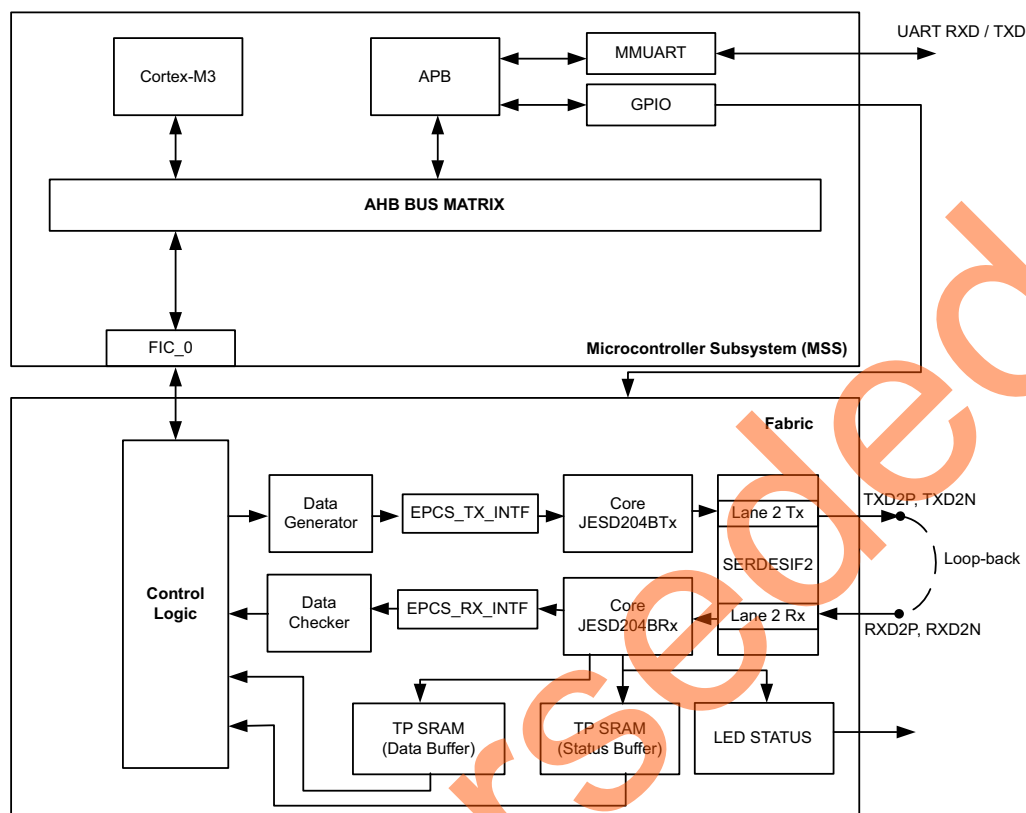 UART RXD / TXD
MMUART
Cortex-M3
APB
GPIO
AHB BUS MATRIX
FIC_0
Microcontroller Subsystem (MSS)
Fabric
Data
Generator
EPCS_TX_INTF
Core
JESD204BTx
Lane 2 Tx
TXD2P, TXD2N
SERDESIF2
Loop-back
Control
Logic
Data
Checker
EPCS_RX_INTF
Core
JESD204BRx
Lane 2 Rx
RXD2P, RXD2N
TP SRAM
(Data Buffer)
TP SRAM
(Status Buffer)
LED STATUS
rseded